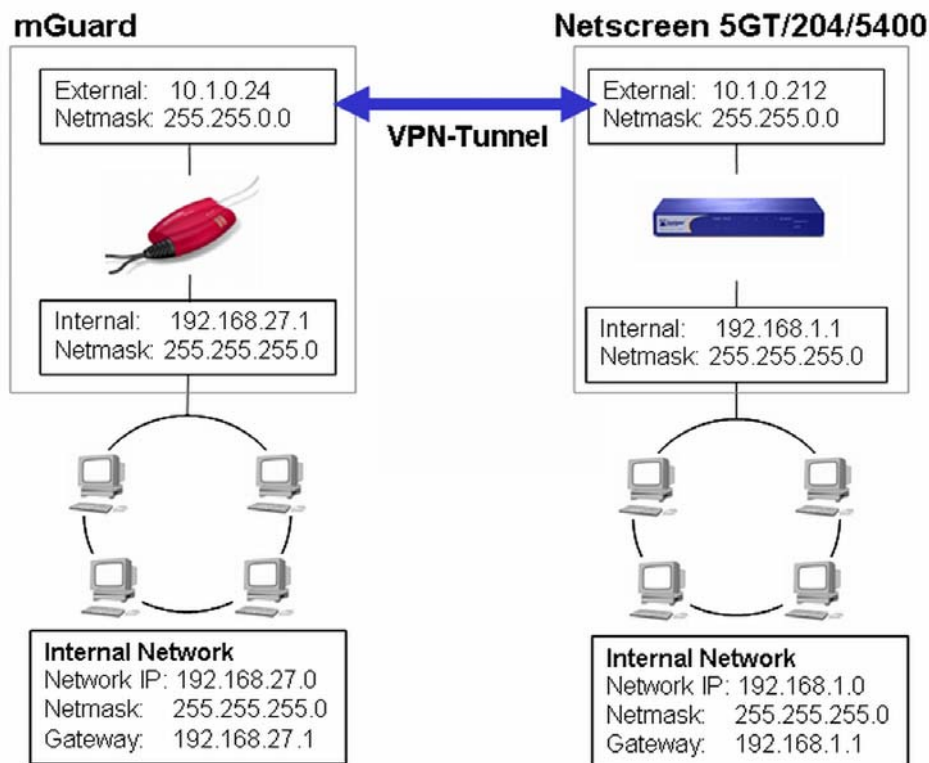 mGuard
External: 10.1.0.24
Netmask: 255.255.0.0
Internal: 192.168.27.1
Netmask: 255.255.255.0
Internal Network
Network IP: 192.168.27.0
Netmask: 255.255.255.0
Gateway: 192.168.27.1
VPN-Tunnel
Netscreen 5GT/204/5400
External: 10.1.0.212
Netmask: 255.255.0.0
Internal: 192.168.1.1
Netmask: 255.255.255.0
Internal Network
Network IP: 192.168.1.0
Netmask: 255.255.255.0
Gateway: 192.168.1.1